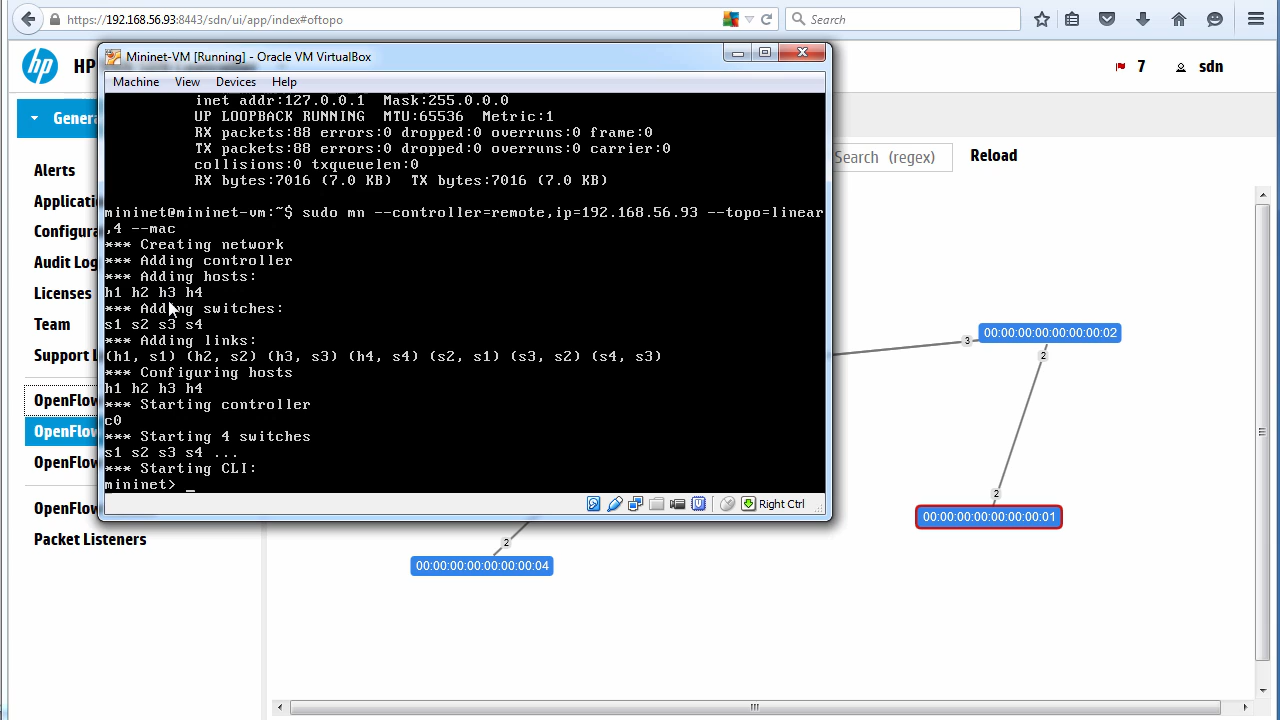 https://192.168.56.93:8443/sdn/ui/app/index#oftopo
Search
hp
HP
7
sdn
Mininet-VM [Running] - Oracle VM VirtualBox
Machine View Devices Help
inet addr:127.0.0.1 Mask:255.0.0.0
UP LOOPBACK RUNNING MTU:65536 Metric:1
RX packets:88 errors:0 dropped:0 overruns:0 frame:0
TX packets:88 errors:0 dropped:0 overruns:0 carrier:0
collisions:0 txqueuelen:0
RX bytes:7016 (7.0 KB) TX bytes:7016 (7.0 KB)
mininet@mininet-vm:~$ sudo mn --controller=remote,ip=192.168.56.93 --topo=linear
,4 --mac
*** Creating network
*** Adding controller
*** Adding hosts:
h1 h2 h3 h4
*** Adding switches:
s1 s2 s3 s4
*** Adding links:
(h1, s1) (h2, s2) (h3, s3) (h4, s4) (s2, s1) (s3, s2) (s4, s3)
*** Configuring hosts
h1 h2 h3 h4
*** Starting controller
c0
*** Starting 4 switches
s1 s2 s3 s4 ...
*** Starting CLI:
mininet> _
Right Ctrl
Genera
Alerts
Applicatio
Configura
Audit Log
Licenses
Team
Support L
OpenFlow
OpenFlow
OpenFlow
OpenFlow
Packet Listeners
Search (regex)
Reload
00:00:00:00:00:00:00:02
3
2
2
00:00:00:00:00:00:00:01
2
00:00:00:00:00:00:00:04